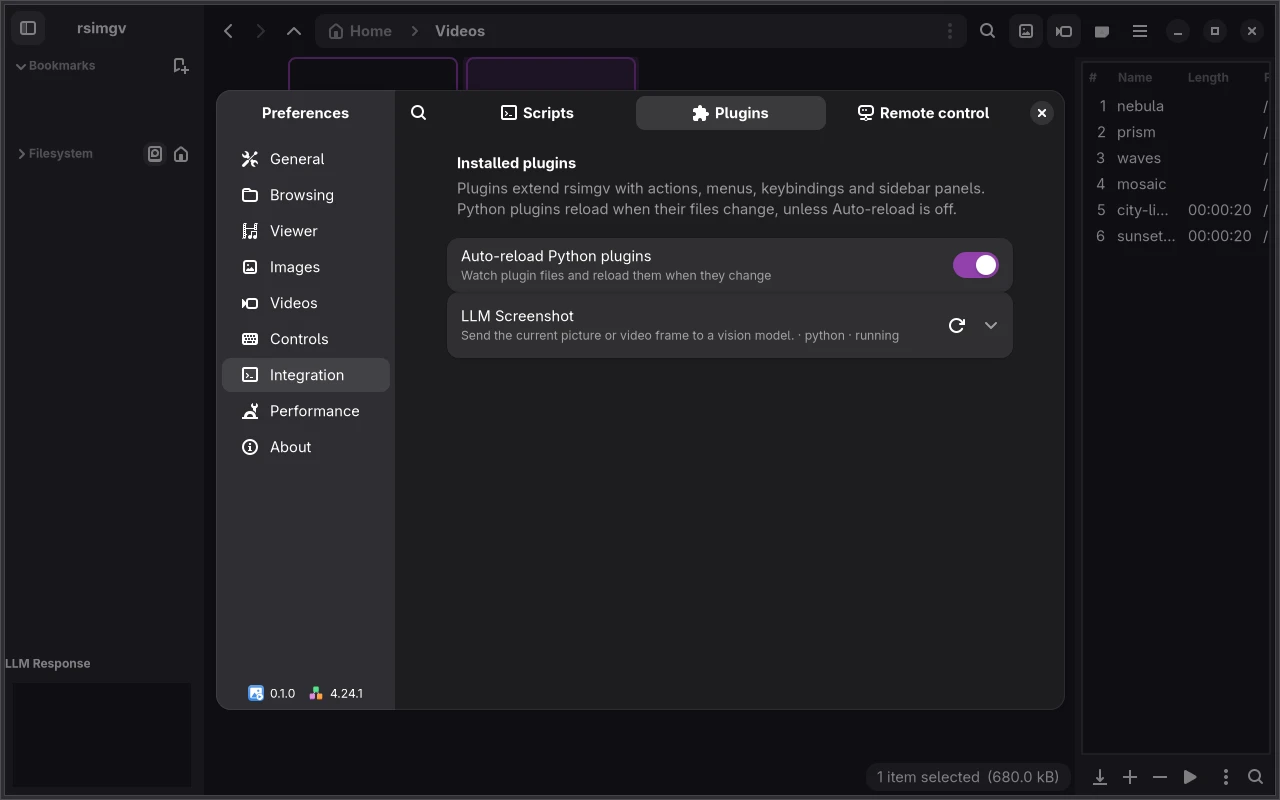 rsimgv
Home
Videos
Bookmarks
Filesystem
LLM Response
Preferences
General
Browsing
Viewer
Images
Videos
Controls
Integration
Performance
About
0.1.0
4.24.1
Scripts
Plugins
Remote control
Installed plugins
Plugins extend rsimgv with actions, menus, keybindings and sidebar panels.
Python plugins reload when their files change, unless Auto-reload is off.
Auto-reload Python plugins
Watch plugin files and reload them when they change
LLM Screenshot
Send the current picture or video frame to a vision model. · python · running
# Name Length
1 nebula /
2 prism /
3 waves /
4 mosaic /
5 city-li... 00:00:20 /
6 sunset... 00:00:20 /
1 item selected (680.0 kB)